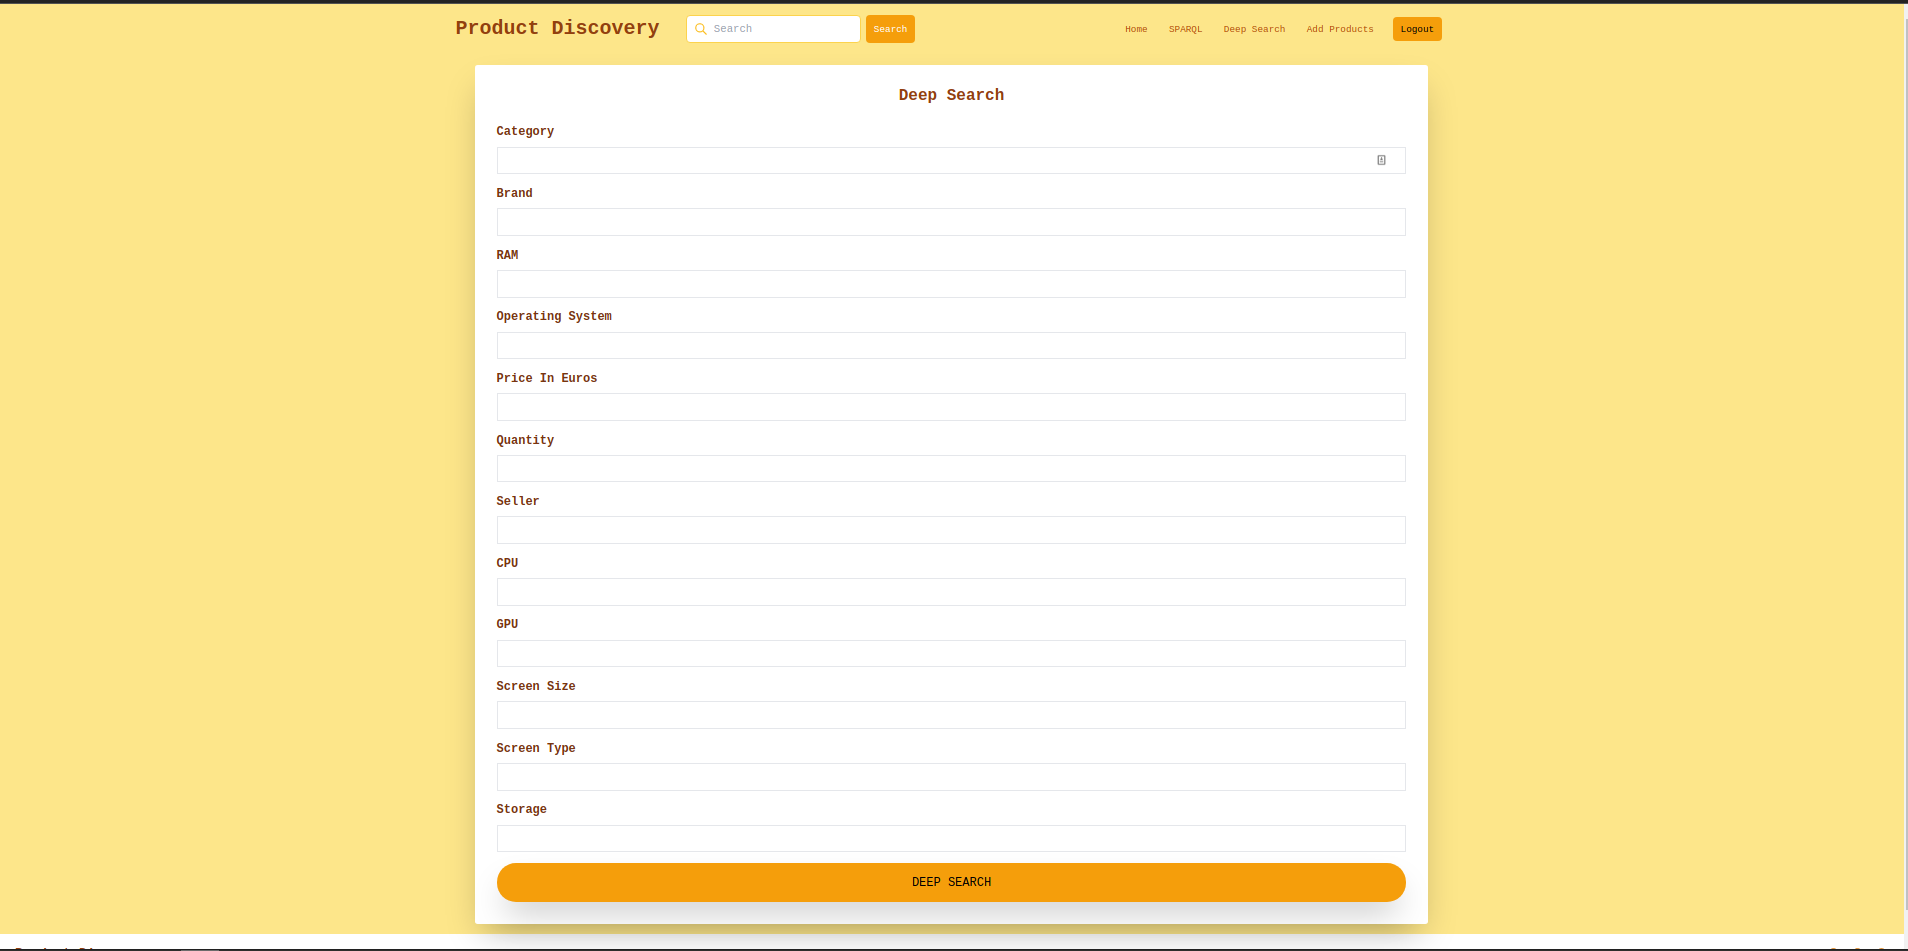 Product Discovery
Search
Search
Home
SPARQL
Deep Search
Add Products
Logout
Deep Search
Category
Brand
RAM
Operating System
Price In Euros
Quantity
Seller
CPU
GPU
Screen Size
Screen Type
Storage
DEEP SEARCH